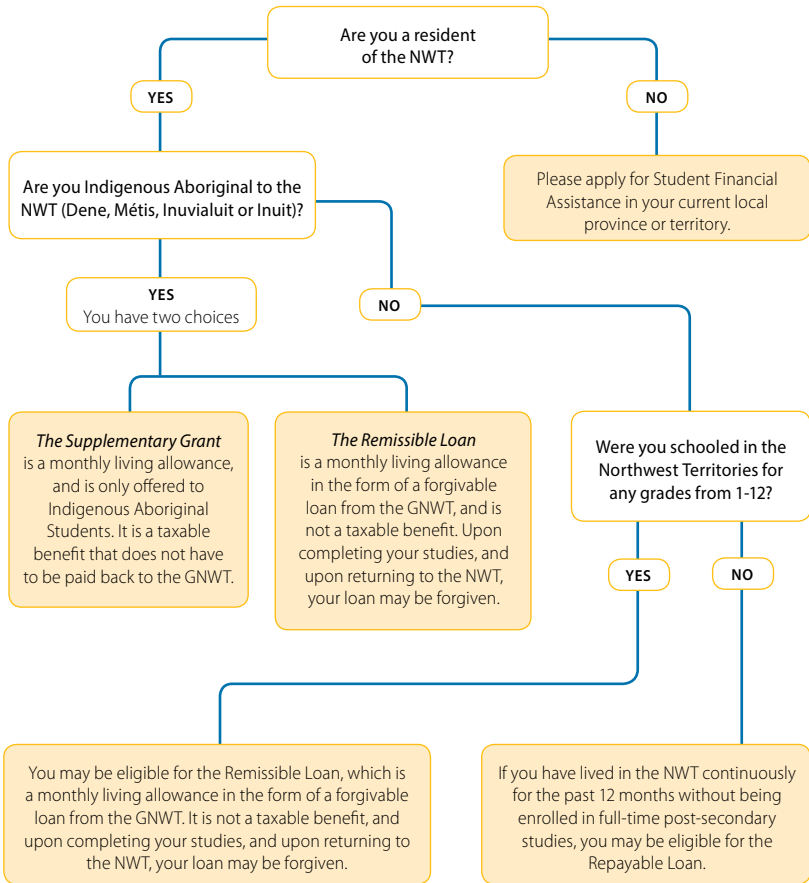 Are you a resident
of the NWT?
YES
NO
Are you Indigenous Aboriginal to the
NWT (Dene, Métis, Inuvialuit or Inuit)?
Please apply for Student Financial
Assistance in your current local
province or territory.
YES
You have two choices
NO
The Supplementary Grant
is a monthly living allowance,
and is only offered to
Indigenous Aboriginal
Students. It is a taxable
benefit that does not have
to be paid back to the GNWT.
The Remissible Loan
is a monthly living allowance
in the form of a forgivable
loan from the GNWT, and is
not a taxable benefit. Upon
completing your studies, and
upon returning to the NWT,
your loan may be forgiven.
Were you schooled in the
Northwest Territories for
any grades from 1-12?
YES
NO
You may be eligible for the Remissible Loan, which is
a monthly living allowance in the form of a forgivable
loan from the GNWT. It is not a taxable benefit, and
upon completing your studies, and upon returning to
the NWT, your loan may be forgiven.
If you have lived in the NWT continuously
for the past 12 months without being
enrolled in full-time post-secondary
studies, you may be eligible for the
Repayable Loan.